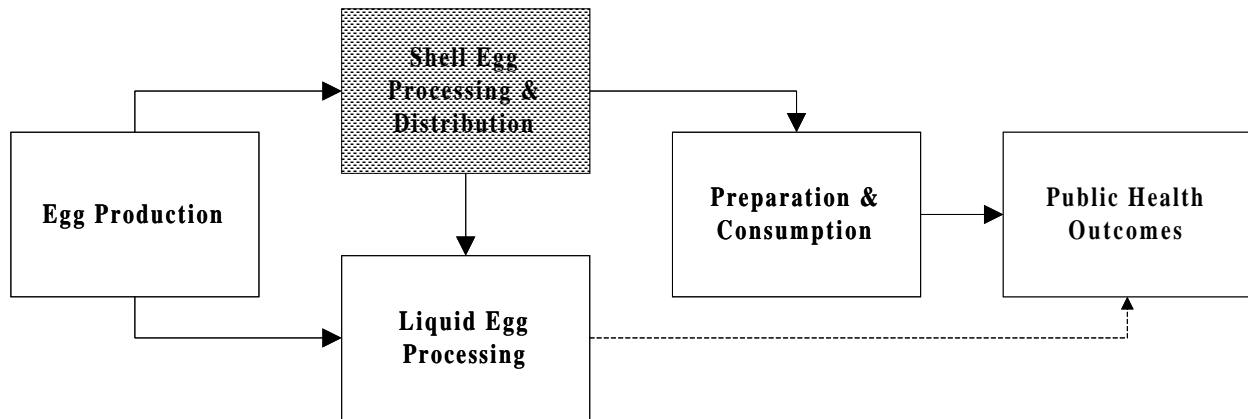 Shell Egg
Processing &
Distribution
Egg Production
Preparation &
Consumption
Public Health
Outcomes
Liquid Egg
Processing